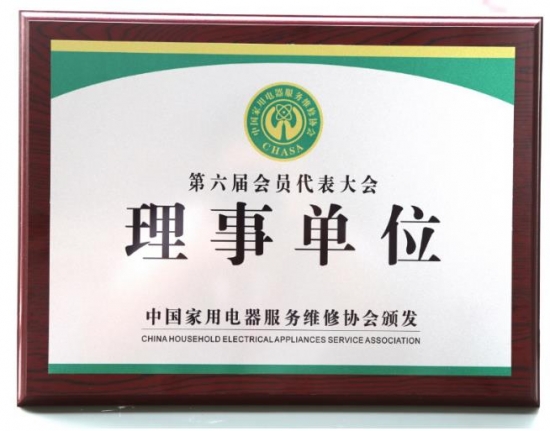 中国家用电器服务维修协会
CHASA
第六届会员代表大会
理事单位
中国家用电器服务维修协会颁发
CHINA HOUSEHOLD ELECTRICAL APPLIANCES SERVICE ASSOCIATION